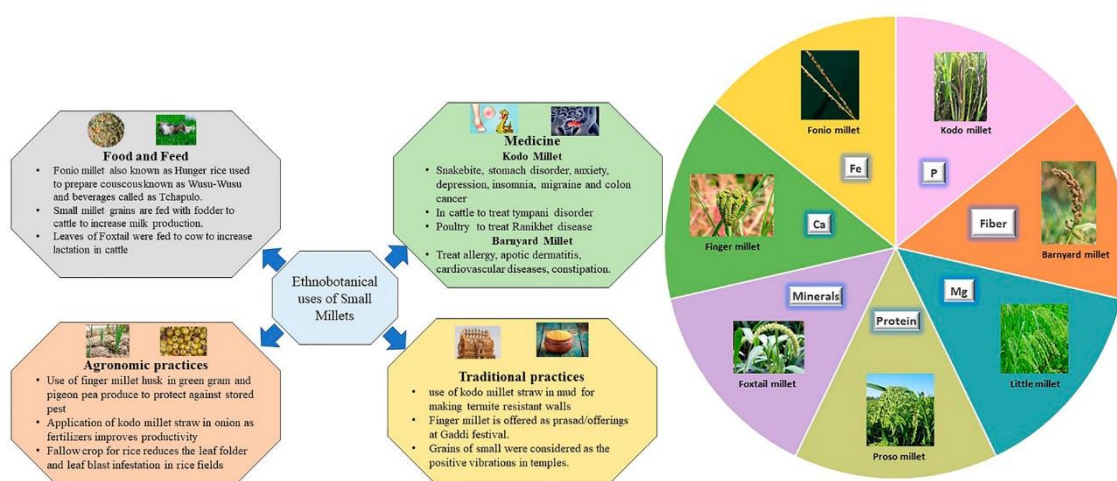 Food and Feed
• Fonio millet also known as Hunger rice used
to prepare couscous known as Wusu-Wusu
and beverages called as Tchapulo.
• Small millet grains are fed with fodder to
cattle to increase milk production.
• Leaves of Foxtail were fed to cow to increase
lactation in cattle
Medicine
Kodo Millet
• Snakebite, stomach disorder, anxiety,
depression, insomnia, migraine and colon
cancer
• In cattle to treat tympani disorder
• Poultry to treat Ranikhet disease
Barnyard Millet
• Treat allergy, apotic dermatitis,
cardiovascular diseases, constipation.
Ethnobotanical
uses of Small
Millets
Agronomic practices
• Use of finger millet husk in green gram and
pigeon pea produce to protect against stored
pest
• Application of kodo millet straw in onion as
fertilizers improves productivity
• Fallow crop for rice reduces the leaf folder
and leaf blast infestation in rice fields
Traditional practices
• use of kodo millet straw in mud for
making termite resistant walls
• Finger millet is offered as prasad/offerings
at Gaddi festival.
• Grains of small were considered as the
positive vibrations in temples.
Fonio millet
Fe
Kodo millet
P
Barnyard millet
Fiber
Little millet
Mg
Proso millet
Protein
Foxtail millet
Minerals
Finger millet
Ca